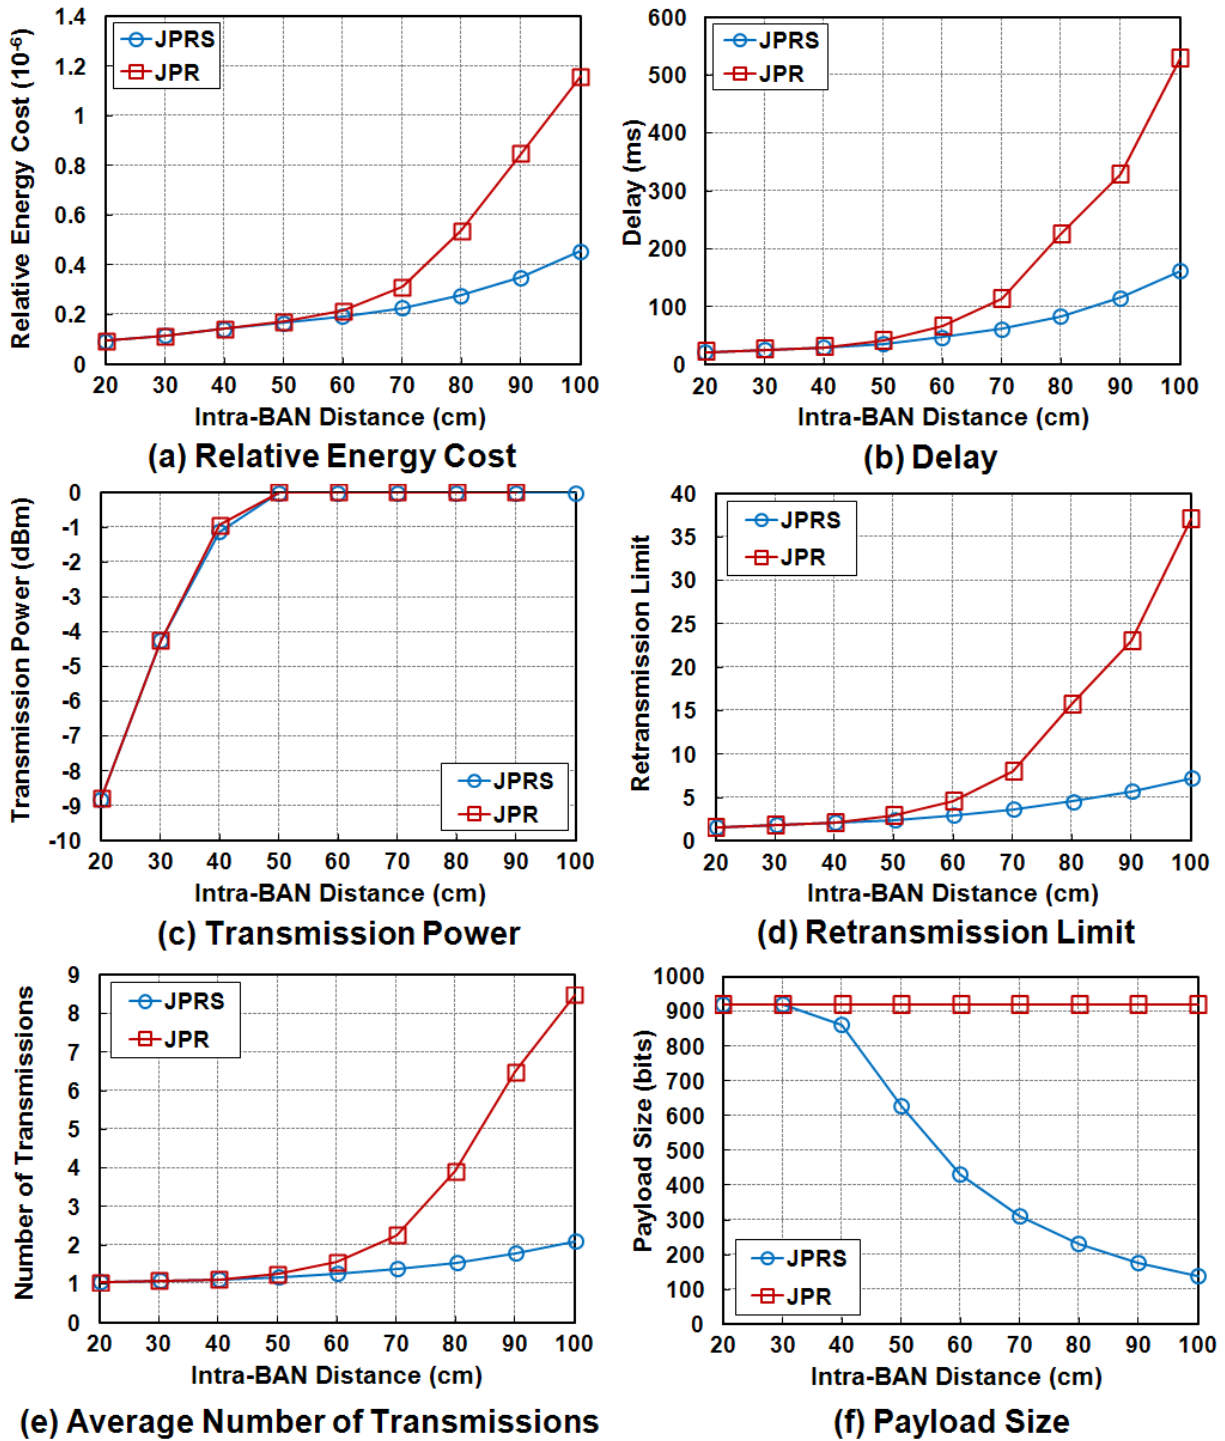 Relative Energy Cost (10⁻⁶)
1.4
1.2
1
0.8
0.6
0.4
0.2
0
JPRS
JPR
20 30 40 50 60 70 80 90 100
Intra-BAN Distance (cm)
(a) Relative Energy Cost
Delay (ms)
600
500
400
300
200
100
0
JPRS
JPR
20 30 40 50 60 70 80 90 100
Intra-BAN Distance (cm)
(b) Delay
Transmission Power (dBm)
0
-1
-2
-3
-4
-5
-6
-7
-8
-9
-10
JPRS
JPR
20 30 40 50 60 70 80 90 100
Intra-BAN Distance (cm)
(c) Transmission Power
Retransmission Limit
40
35
30
25
20
15
10
5
0
JPRS
JPR
20 30 40 50 60 70 80 90 100
Intra-BAN Distance (cm)
(d) Retransmission Limit
Number of Transmissions
9
8
7
6
5
4
3
2
1
0
JPRS
JPR
20 30 40 50 60 70 80 90 100
Intra-BAN Distance (cm)
(e) Average Number of Transmissions
Payload Size (bits)
1000
900
800
700
600
500
400
300
200
100
0
JPRS
JPR
20 30 40 50 60 70 80 90 100
Intra-BAN Distance (cm)
(f) Payload Size